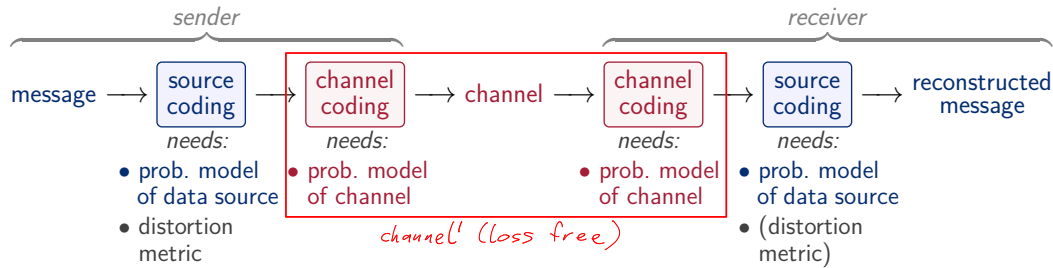 sender
receiver
message
source
coding
channel
coding
channel
channel
coding
source
coding
reconstructed
message
needs:
• prob. model
of data source
• distortion
metric
needs:
• prob. model
of channel
needs:
• prob. model
of channel
needs:
• prob. model
of data source
• (distortion
metric)
channel' (loss free)